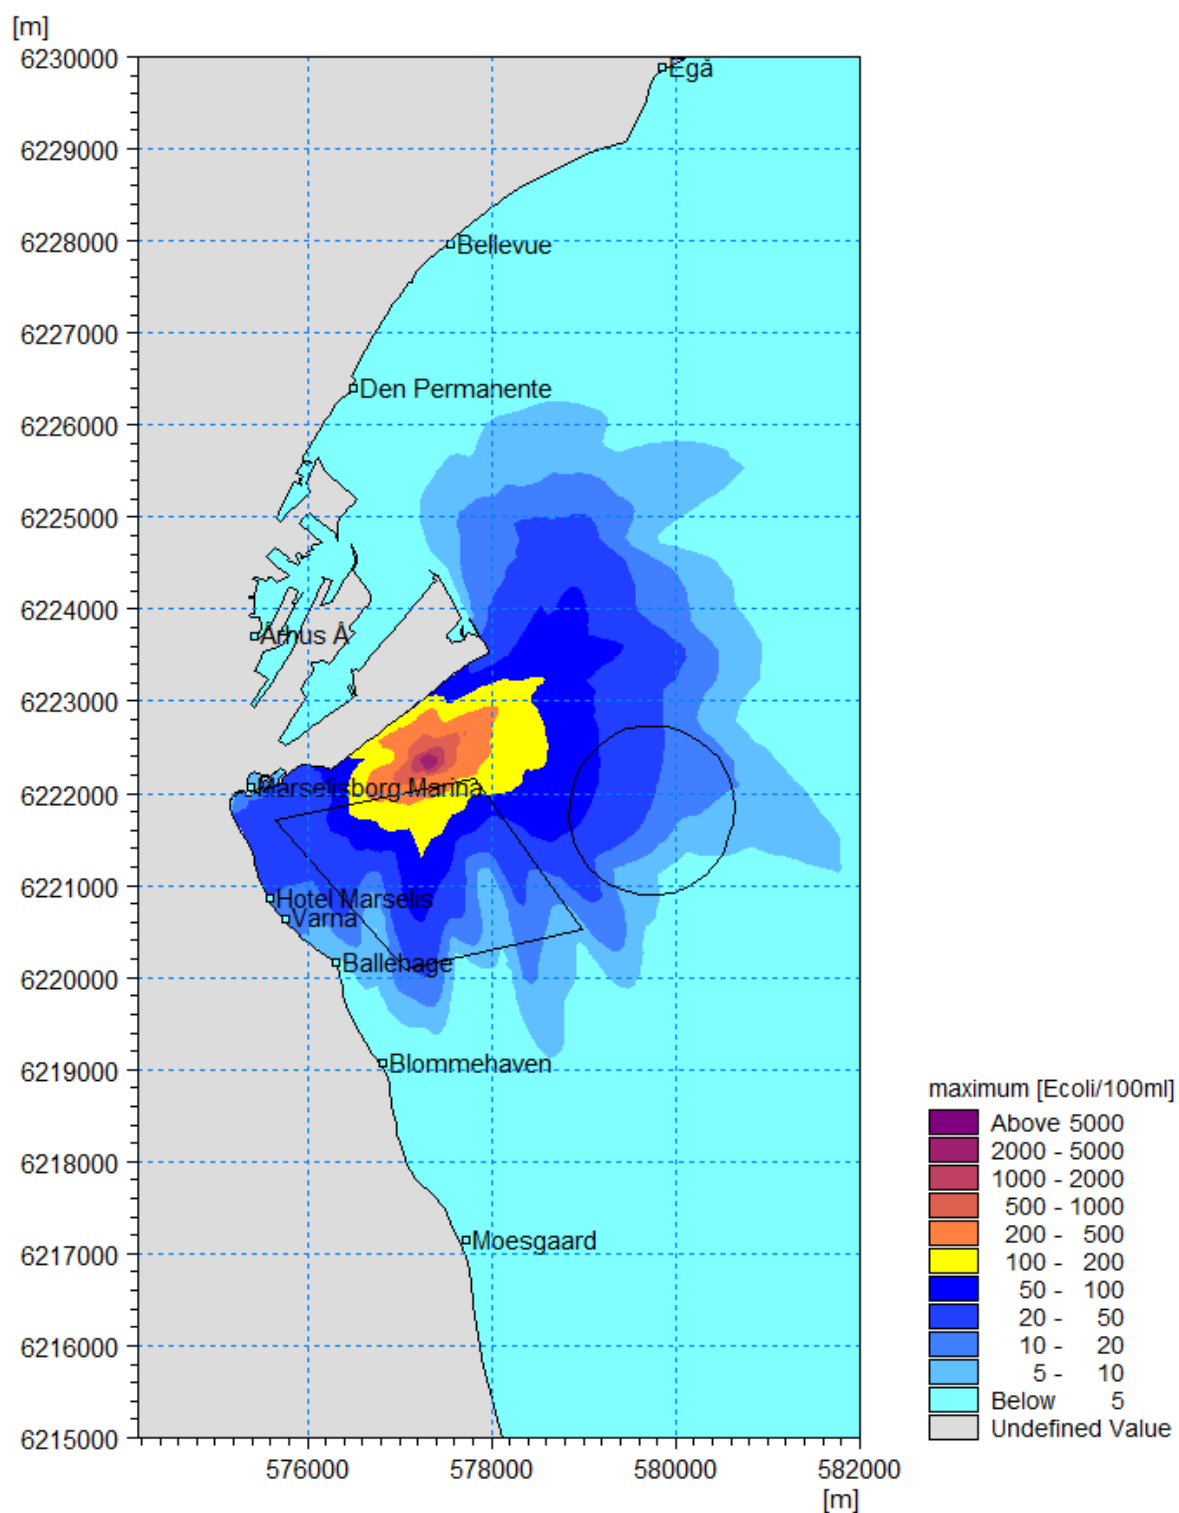 [m]
6230000
Egå
6229000
6228000
Bellevue
6227000
Den Permanente
6226000
6225000
6224000
Århus Å
6223000
6222000
Marselisborg Marina
6221000
Hotel Marselis
Varna
6220000
Ballehage
6219000
Blommehaven
6218000
6217000
Moesgaard
6216000
6215000
576000 578000 580000 582000
[m]
maximum [Ecoli/100ml]
Above 5000
2000 - 5000
1000 - 2000
500 - 1000
200 - 500
100 - 200
50 - 100
20 - 50
10 - 20
5 - 10
Below 5
Undefined Value